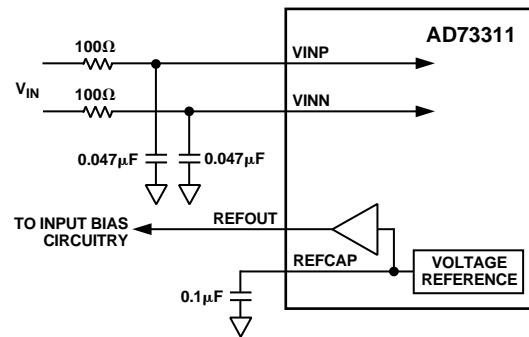 AD73311
100Ω
VINP
VIN
100Ω
VINN
0.047µF
0.047µF
TO INPUT BIAS
CIRCUITRY
REFOUT
REFCAP
VOLTAGE
REFERENCE
0.1µF